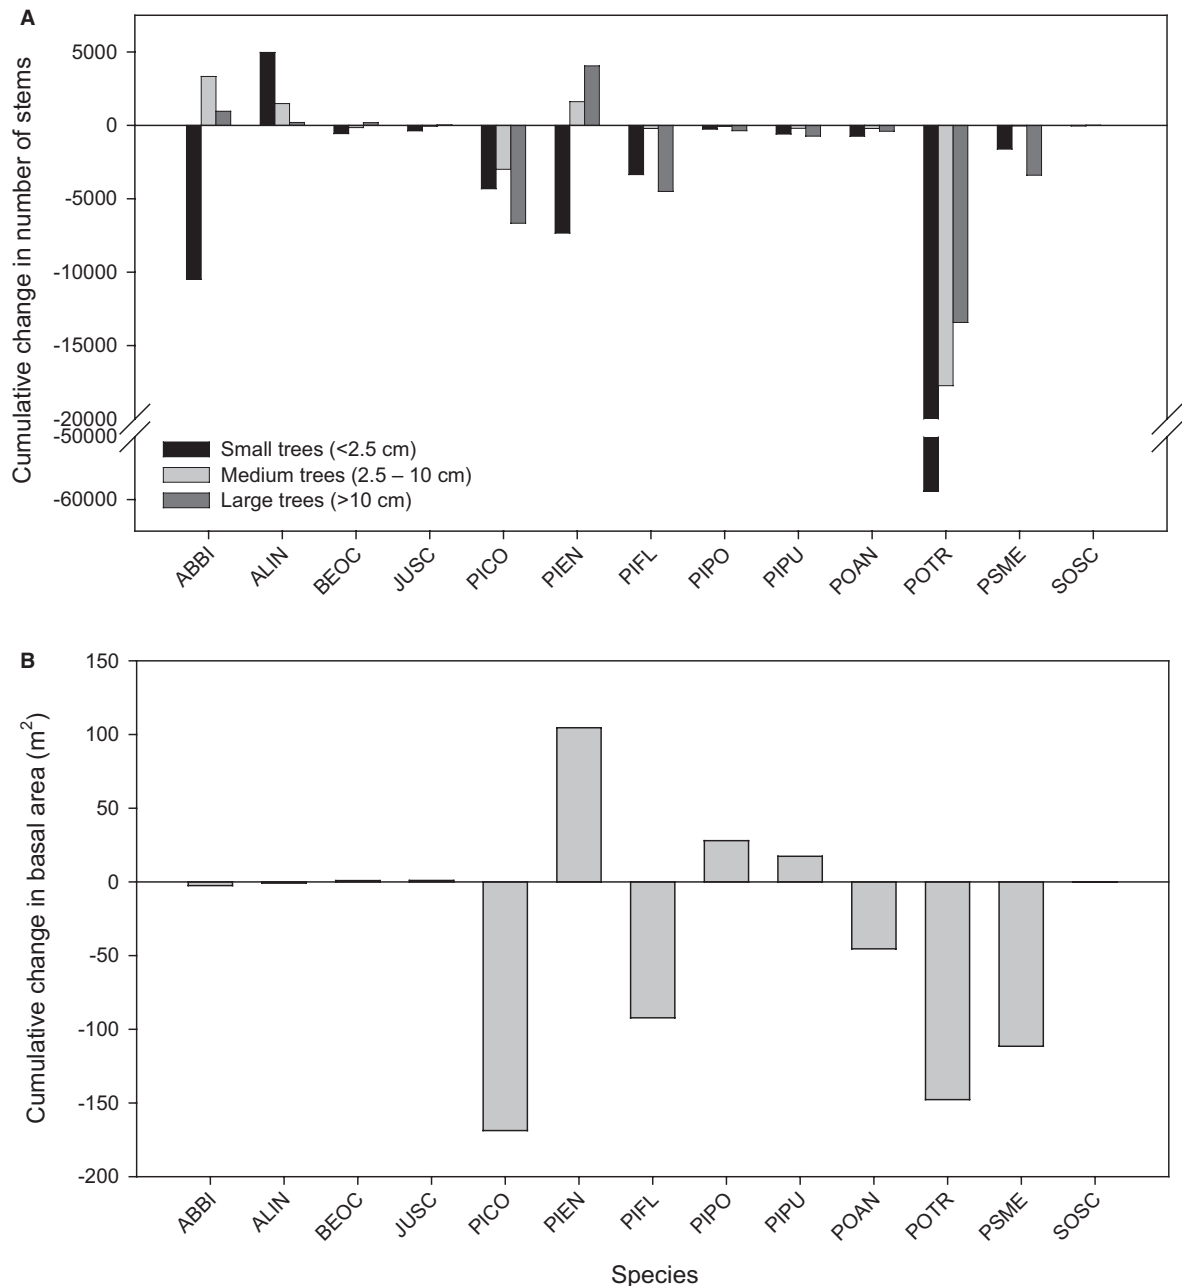 A
Cumulative change in number of stems
5000
0
-5000
-10000
-15000
-20000
-50000
-60000
Small trees (<2.5 cm)
Medium trees (2.5 – 10 cm)
Large trees (>10 cm)
ABBI ALIN BEOC JUSC PICO PIEN PIFL PIPO PIPU POAN POTR PSME SOSC
B
Cumulative change in basal area (m²)
150
100
50
0
-50
-100
-150
-200
ABBI ALIN BEOC JUSC PICO PIEN PIFL PIPO PIPU POAN POTR PSME SOSC
Species